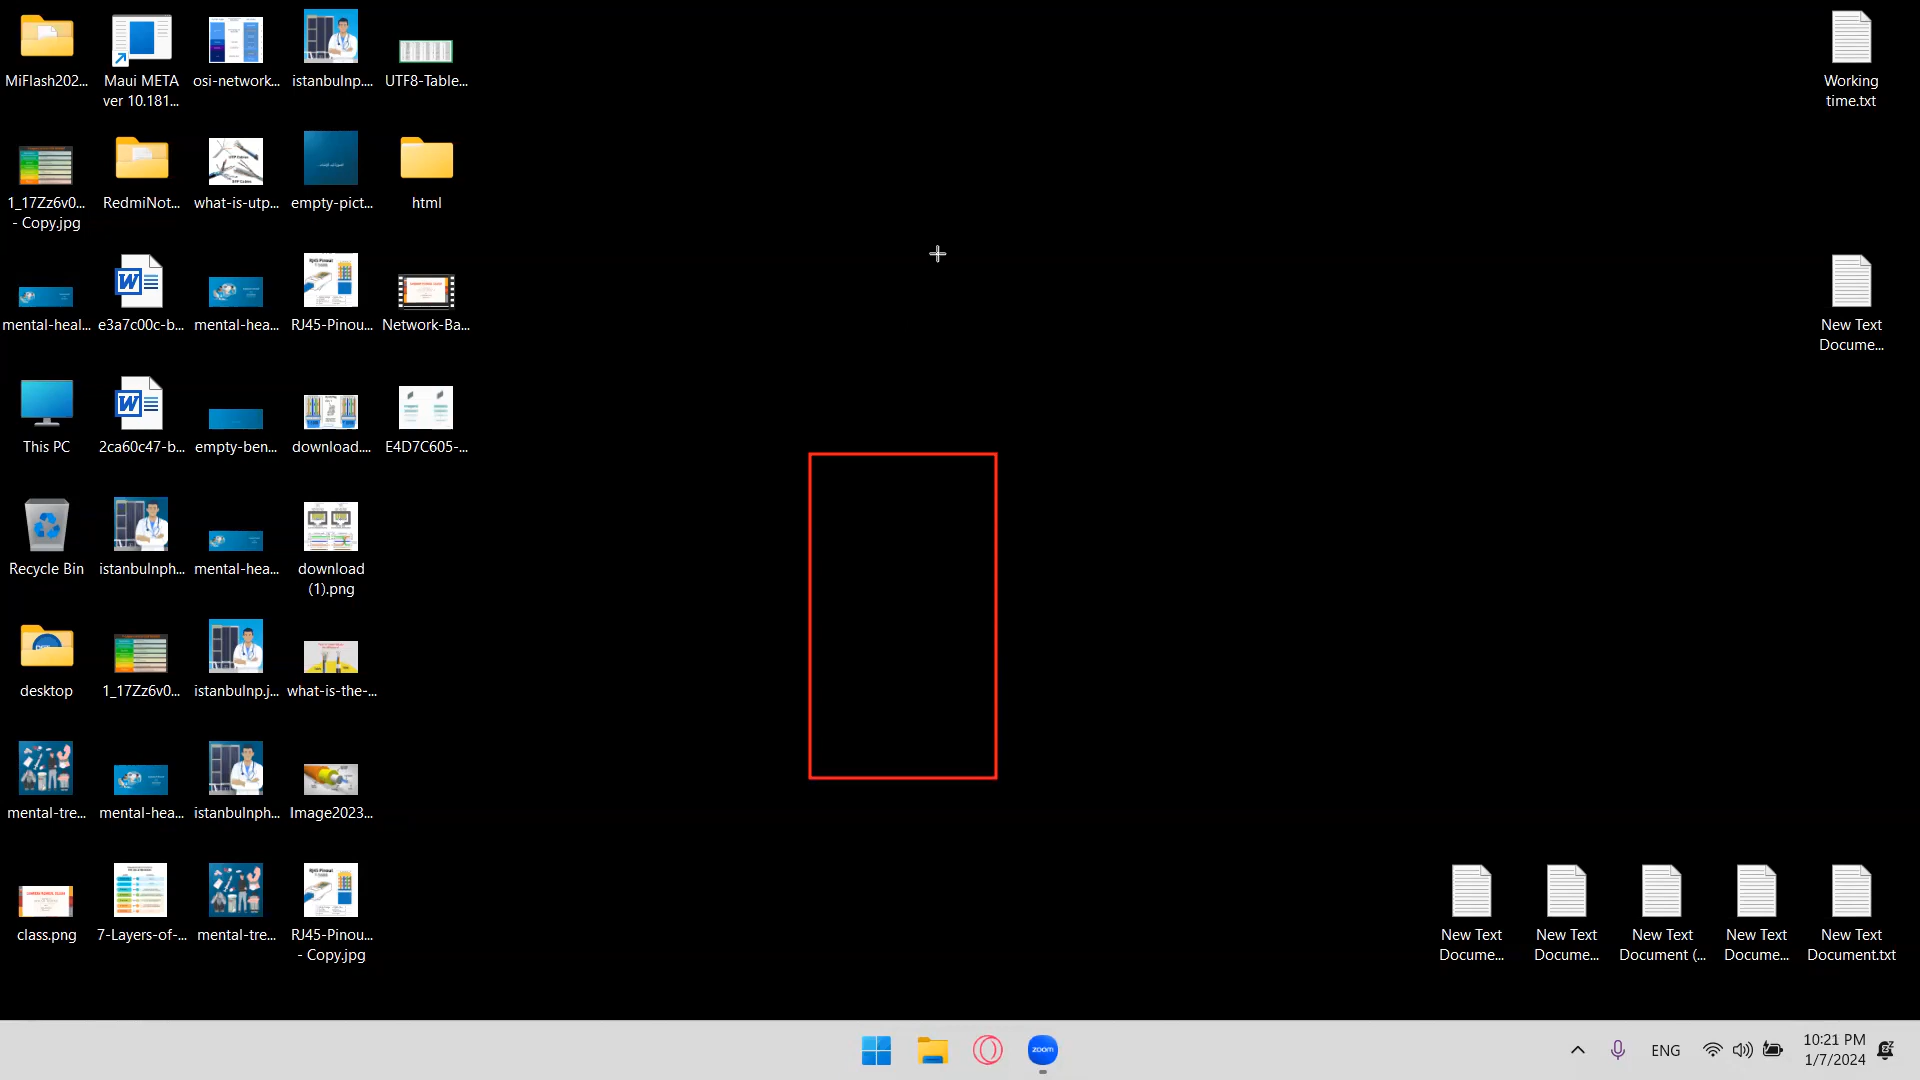 MiFlash202...
Maui META
ver 10.181...
osi-network...
istanbulnp....
UTF8-Table...
Working
time.txt
1_17Zz6v0...
- Copy.jpg
RedmiNot...
what-is-utp...
empty-pict...
html
mental-heal...
e3a7c00c-b...
mental-hea...
RJ45-Pinou...
Network-Ba...
New Text
Docume...
This PC
2ca60c47-b...
empty-ben...
download....
E4D7C605-...
Recycle Bin
istanbulnph...
mental-hea...
download
(1).png
desktop
1_17Zz6v0...
istanbulnp.j...
what-is-the-...
mental-tre...
mental-hea...
istanbulnph...
Image2023...
class.png
7-Layers-of-...
mental-tre...
RJ45-Pinou...
- Copy.jpg
New Text
Docume...
New Text
Docume...
New Text
Document (...
New Text
Docume...
New Text
Document.txt
zoom
ENG
10:21 PM
1/7/2024